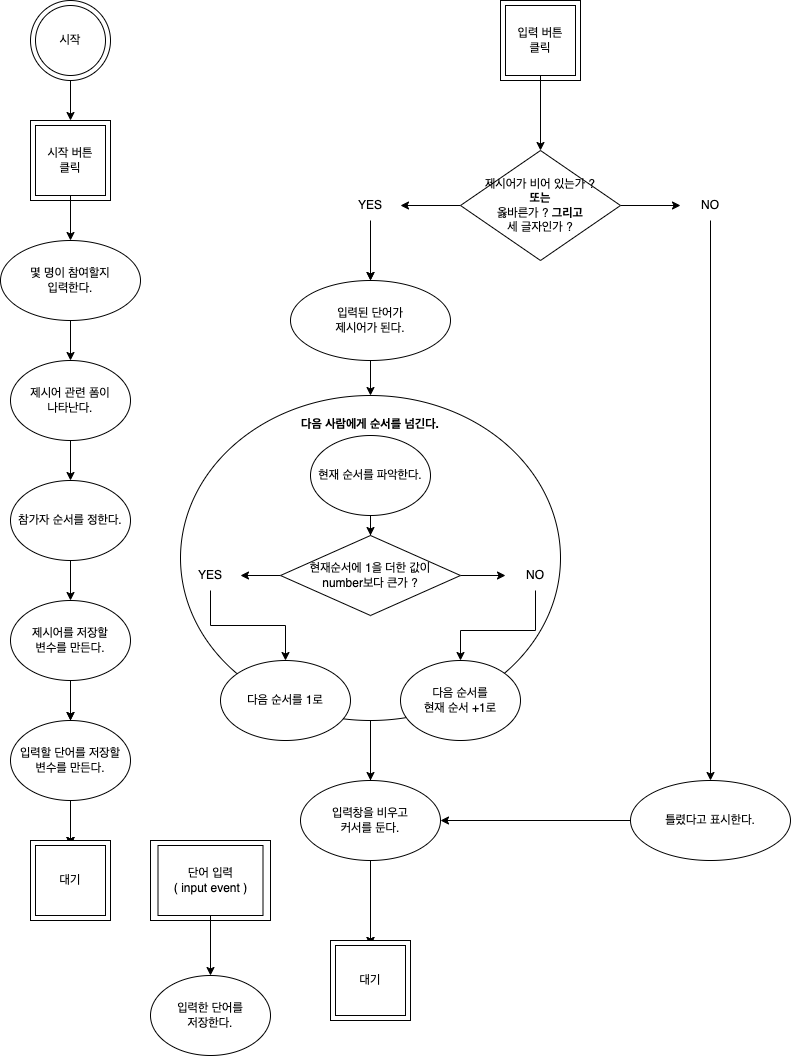 시작
시작 버튼
클릭
몇 명이 참여할지
입력한다.
제시어 관련 폼이
나타난다.
참가자 순서를 정한다.
제시어를 저장할
변수를 만든다.
입력할 단어를 저장할
변수를 만든다.
대기
단어 입력
( input event )
입력한 단어를
저장한다.
입력 버튼
클릭
제시어가 비어 있는가 ?
또는
옳바른가 ? 그리고
세 글자인가 ?
YES
NO
입력된 단어가
제시어가 된다.
다음 사람에게 순서를 넘긴다.
현재 순서를 파악한다.
현재순서에 1을 더한 값이
number보다 큰가 ?
YES
NO
다음 순서를 1로
다음 순서를
현재 순서 +1로
입력창을 비우고
커서를 둔다.
틀렸다고 표시한다.
대기